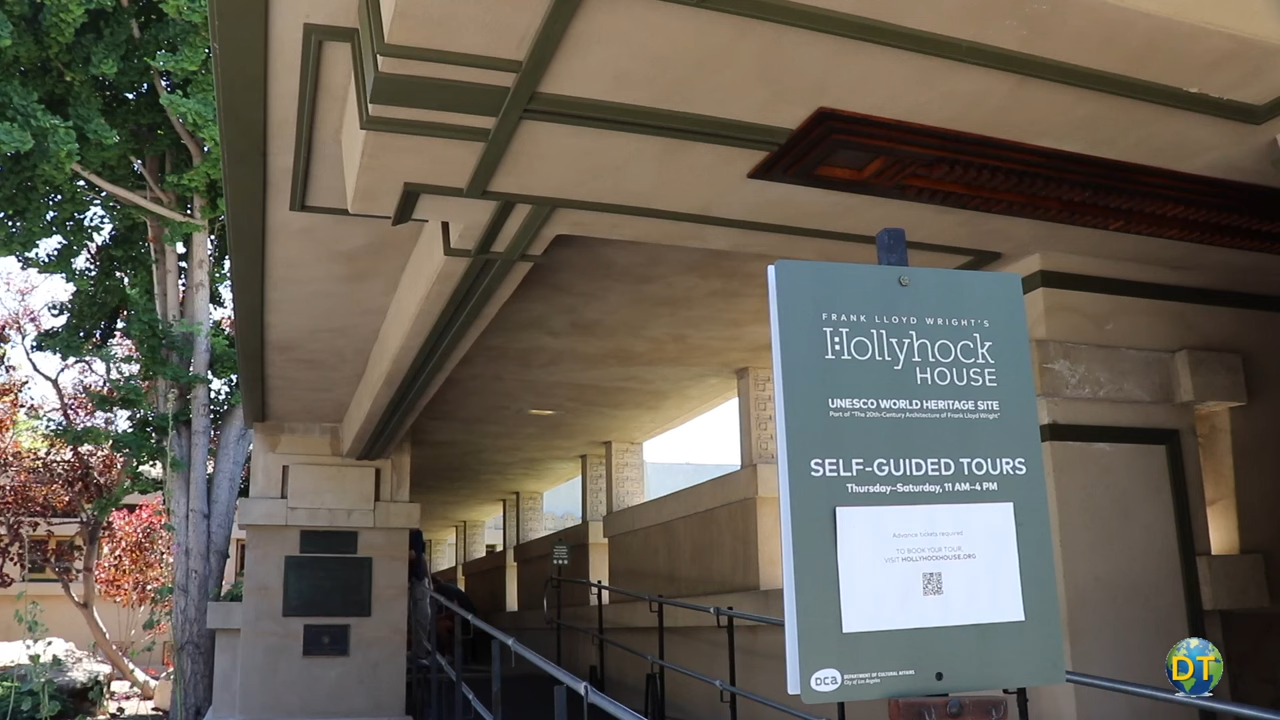 FRANK LLOYD WRIGHT'S
Hollyhock
HOUSE
UNESCO WORLD HERITAGE SITE
Part of "The 20th-Century Architecture of Frank Lloyd Wright"
SELF-GUIDED TOURS
Thursday–Saturday, 11 AM–4 PM
Advance tickets required
TO BOOK YOUR TOUR,
VISIT HOLLYHOCKHOUSE.ORG
DCA
DEPARTMENT OF CULTURAL AFFAIRS
City of Los Angeles
DT